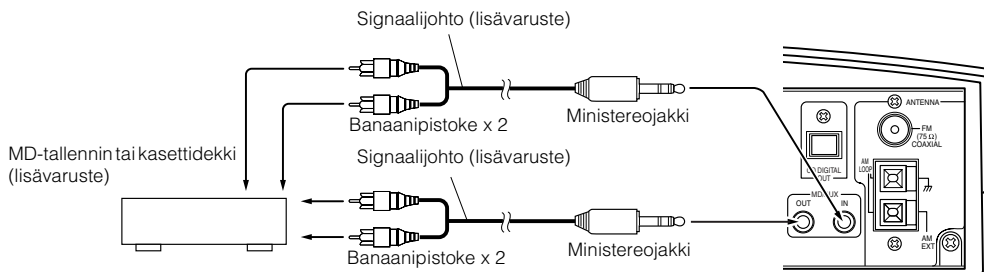 Signaalijohto (lisävaruste)
Banaanipistoke x 2
Ministereojakki
MD-tallennin tai kasettidekki
(lisävaruste)
Signaalijohto (lisävaruste)
Banaanipistoke x 2
Ministereojakki
ANTENNA
FM
(75 Ω)
COAXIAL
CD DIGITAL
OUT
AM
LOOP
MD/AUX
OUT
IN
AM
EXT